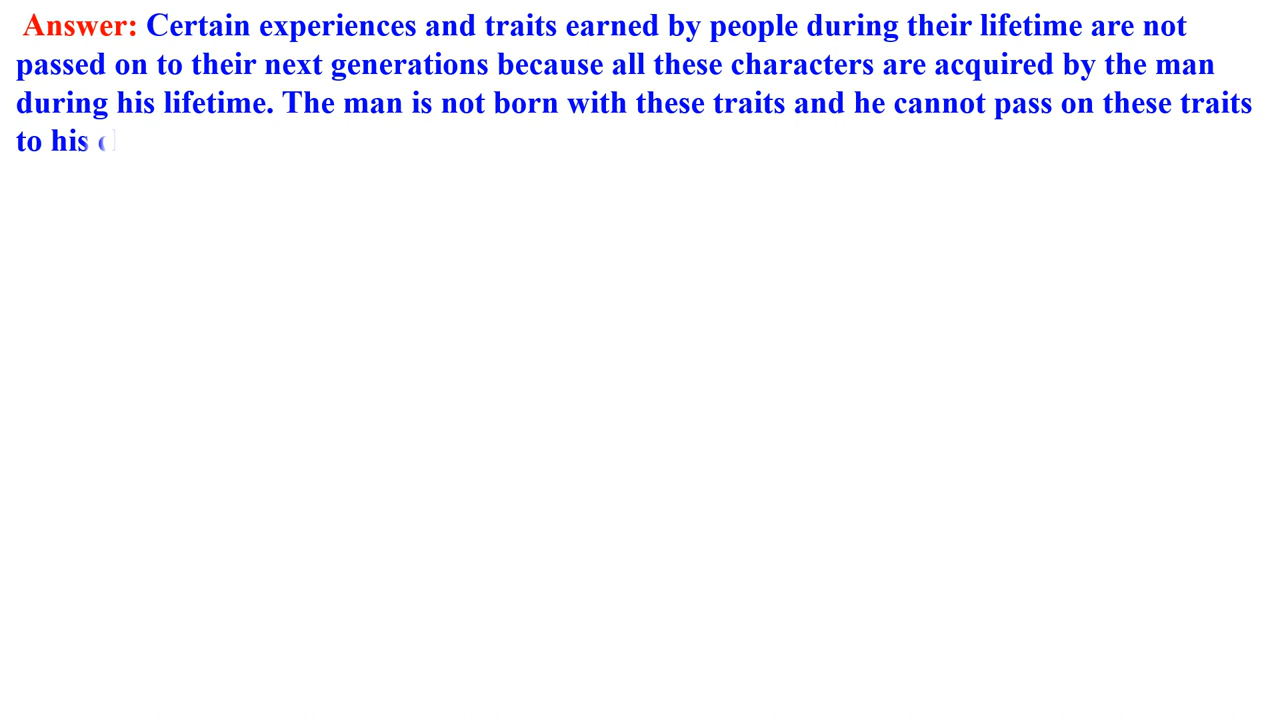 Answer: Certain experiences and traits earned by people during their lifetime are not
passed on to their next generations because all these characters are acquired by the man
during his lifetime. The man is not born with these traits and he cannot pass on these traits
to his